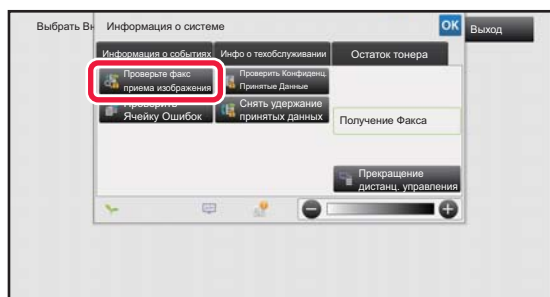 Выбрать Вн
Информация о системе
OK
Выход
Информация о событиях
Инфо о техобслуживании
Остаток тонера
Проверьте факс
приема изображения
Проверить Конфиденц.
Принятые Данные
Проверить
Ячейку Ошибок
Снять удержание
принятых данных
Получение Факса
Прекращение
дистанц. управления